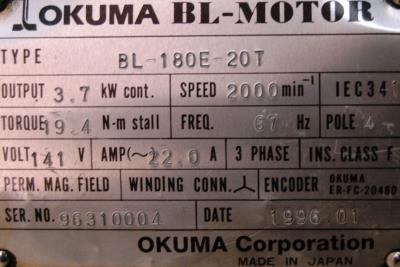 OKUMA BL-MOTOR
TYPE BL-180E-20T
OUTPUT 3.7 kW cont. SPEED 2000 min⁻¹ IEC34
TORQUE 19.4 N-m stall FREQ. 67 Hz POLE 4
VOLT 141 V AMP(~) 22.0 A 3 PHASE INS. CLASS F
PERM. MAG. FIELD WINDING CONN. ENCODER OKUMA ER-FC-2048D
SER. NO. 96310004 DATE 1996-01
OKUMA Corporation
MADE IN JAPAN